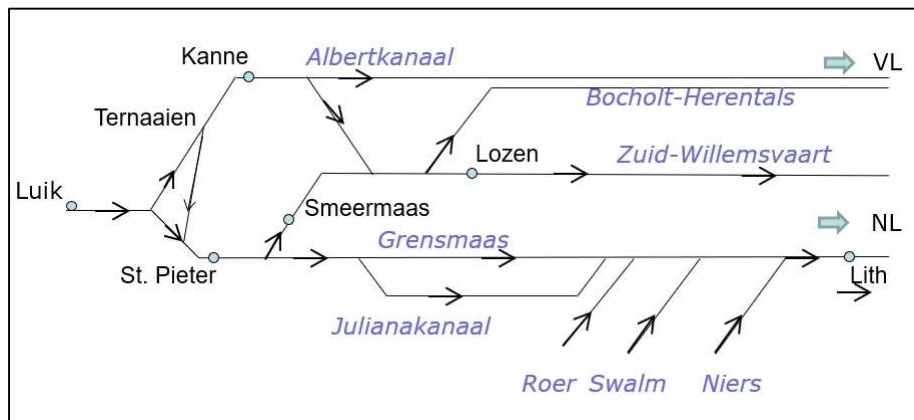 Kanne
Albertkanaal
VL
Bocholt-Herentals
Ternaaien
Lozen
Zuid-Willemsvaart
Luik
Smeermaas
NL
Grensmaas
St. Pieter
Lith
Julianakanaal
Roer
Swalm
Niers